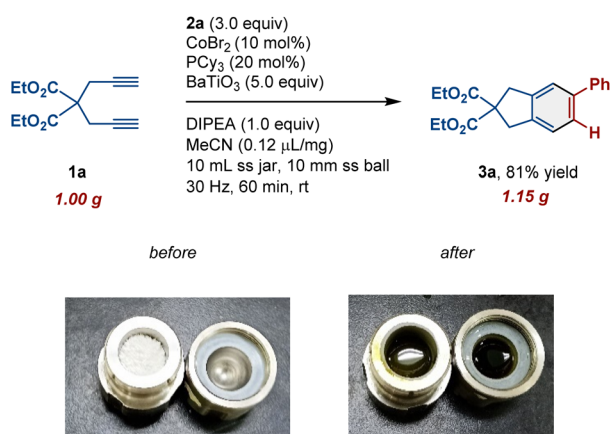 2a (3.0 equiv)
CoBr₂ (10 mol%)
PCy₃ (20 mol%)
BaTiO₃ (5.0 equiv)
DIPEA (1.0 equiv)
MeCN (0.12 μL/mg)
10 mL ss jar, 10 mm ss ball
30 Hz, 60 min, rt
EtO₂C
EtO₂C
1a
1.00 g
EtO₂C
EtO₂C
Ph
H
3a, 81% yield
1.15 g
before
after